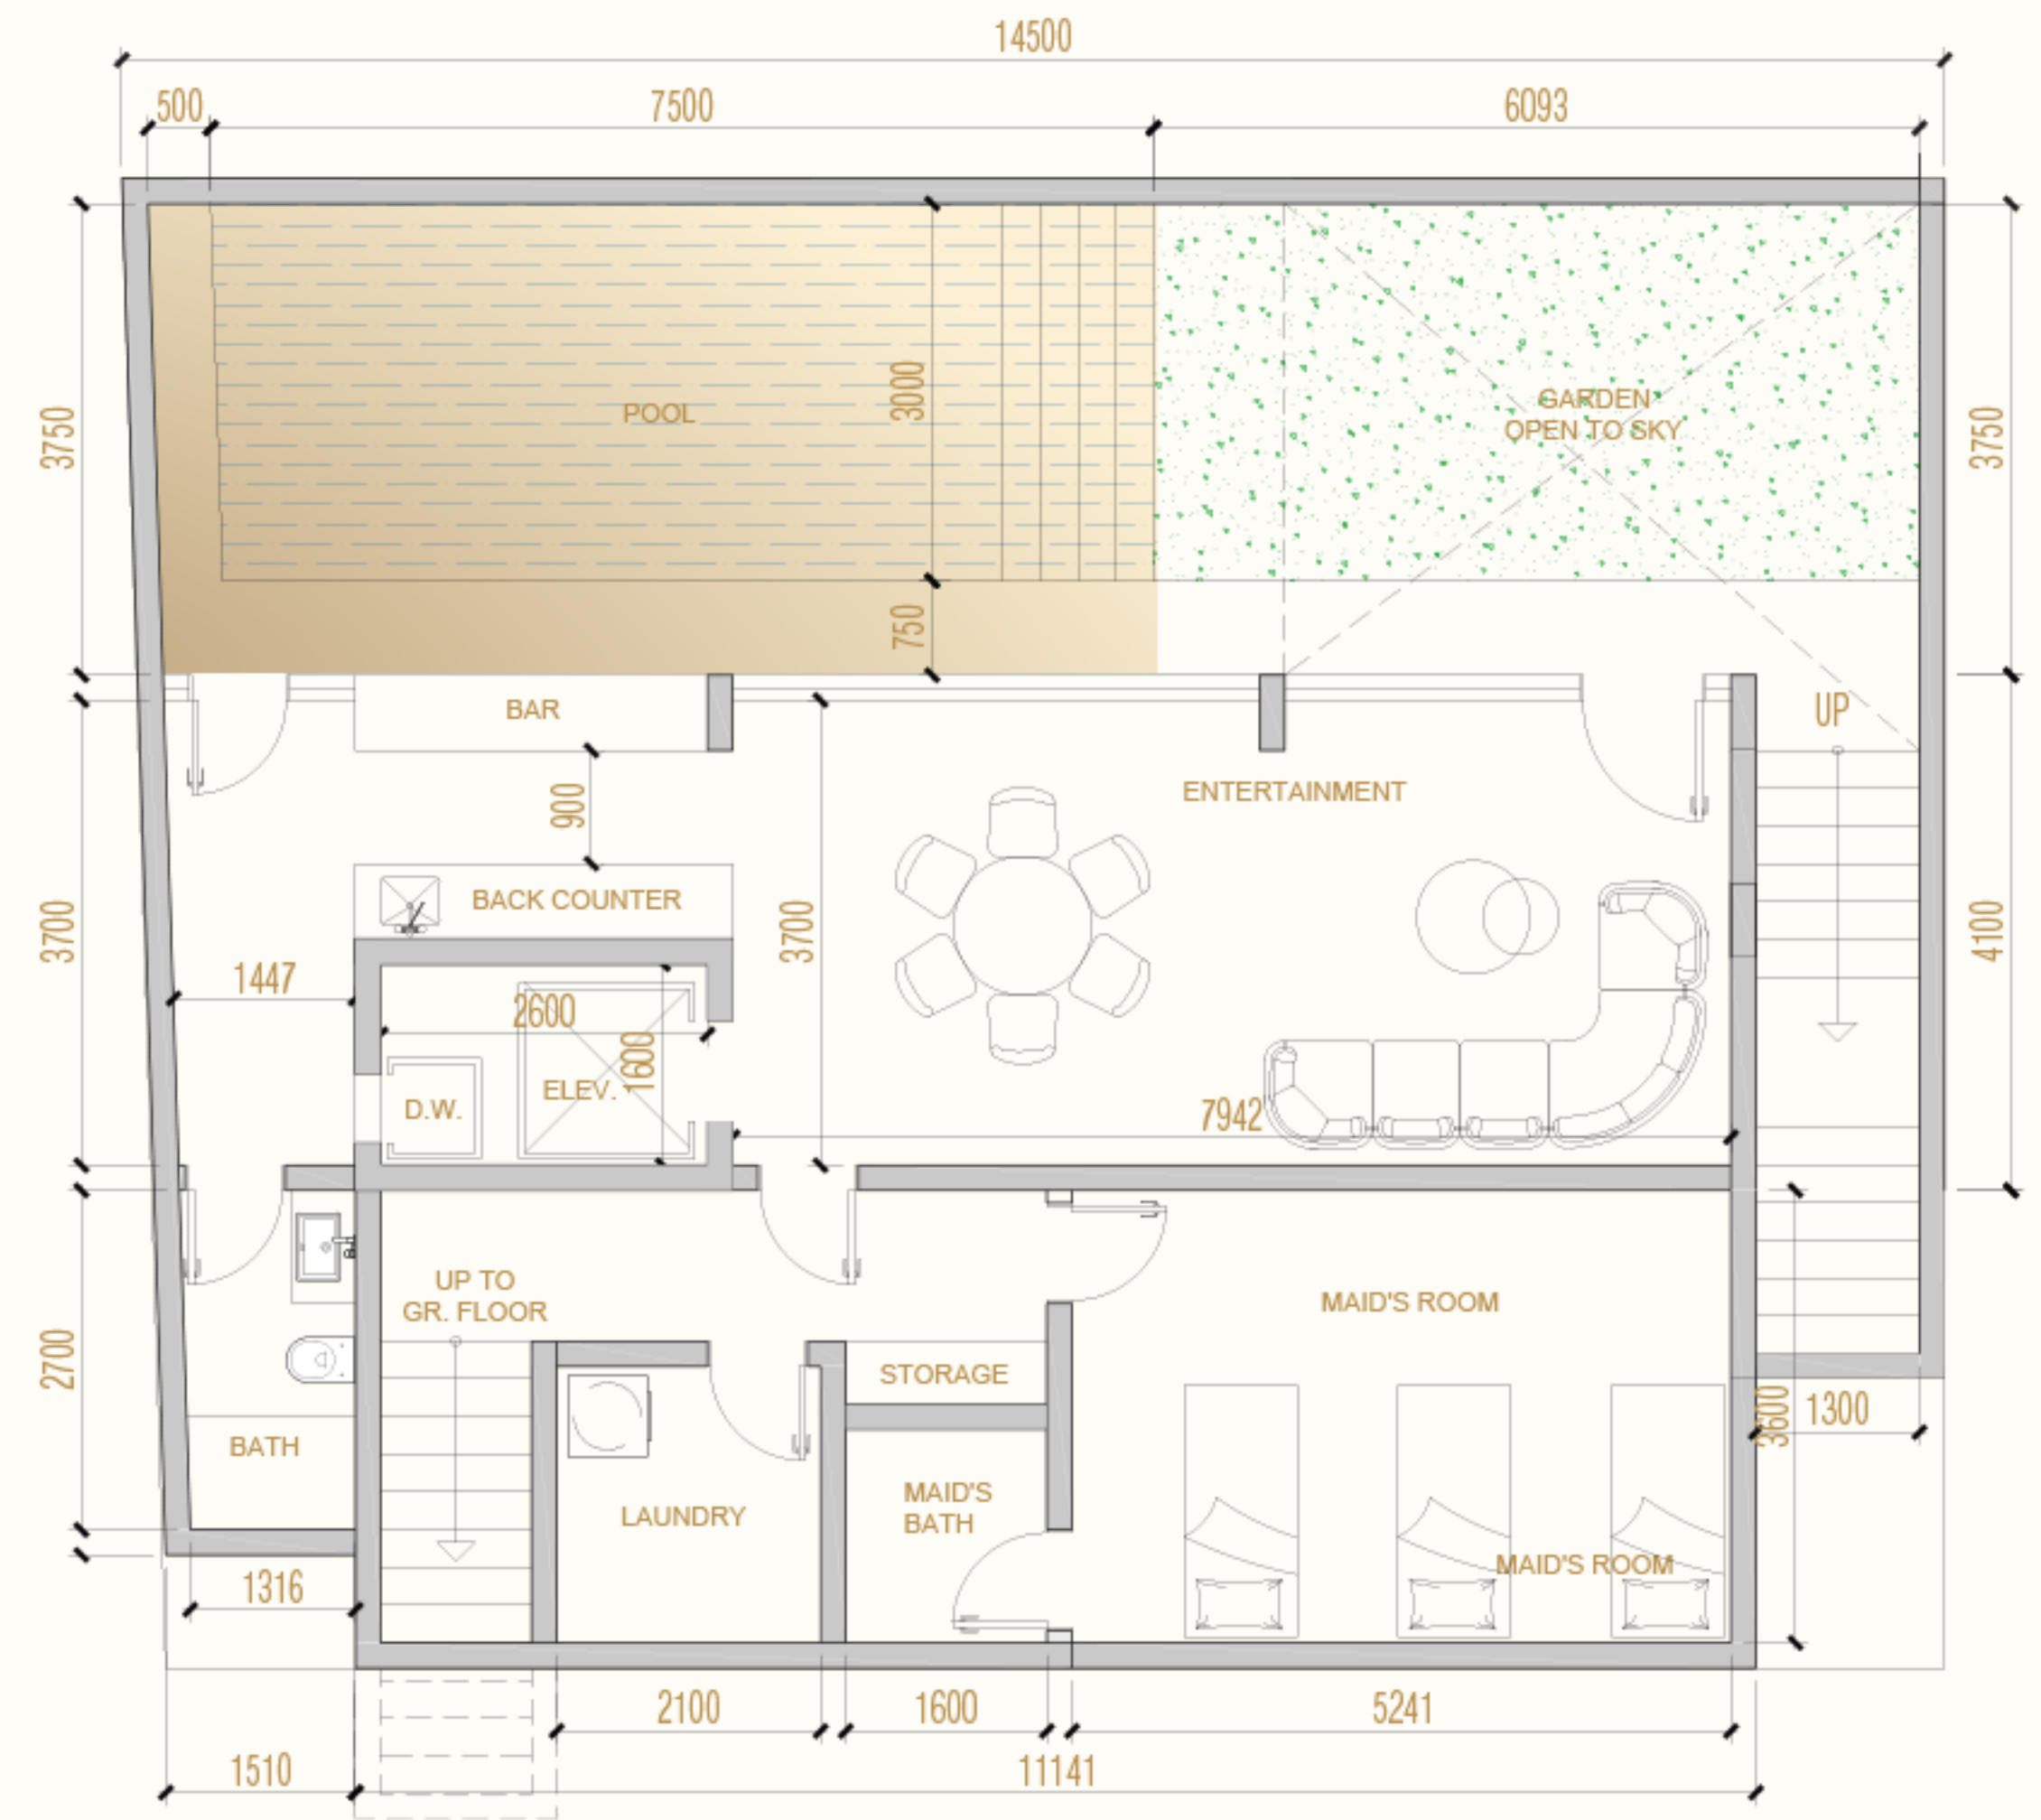 14500
500
7500
6093
3750
POOL
3000
GARDEN
OPEN TO SKY
3750
750
BAR
UP
ENTERTAINMENT
900
BACK COUNTER
3700
3700
4100
1447
2600
1600
ELEV.
D.W.
7942
UP TO
GR. FLOOR
MAID'S ROOM
2700
STORAGE
3600
1300
BATH
LAUNDRY
MAID'S
BATH
MAID'S ROOM
1316
2100
1600
5241
1510
11141